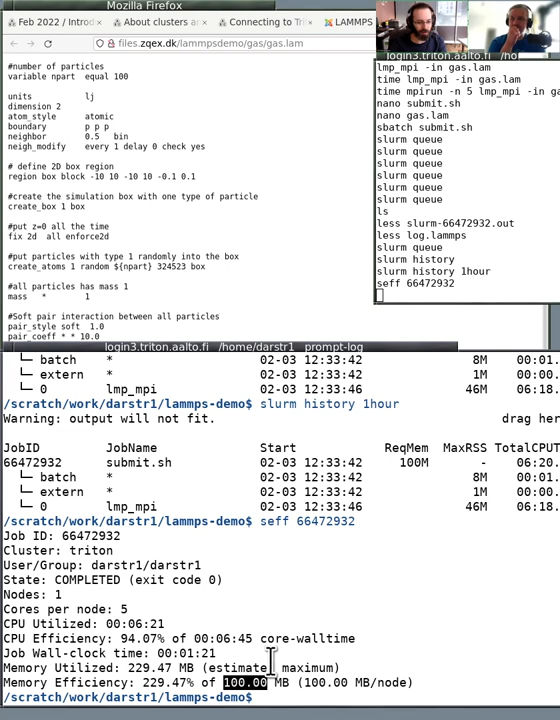 Mozilla Firefox
Feb 2022 / Introd
About clusters a
Connecting to Tri
LAMMPS
files.zqex.dk/lammpsdemo/gas/gas.lam
#number of particles
variable npart equal 100
units lj
dimension 2
atom_style atomic
boundary p p p
neighbor 0.5 bin
neigh_modify every 1 delay 0 check yes
# define 2D box region
region box block -10 10 -10 10 -0.1 0.1
#create the simulation box with one type of particle
create_box 1 box
#put z=0 all the time
fix 2d all enforce2d
#put particles with type 1 randomly into the box
create_atoms 1 random ${npart} 324523 box
#all particles has mass 1
mass * 1
#Soft pair interaction between all particles
pair_style soft 1.0
pair_coeff * * 10.0
login3.triton.aalto.fi /ho
lmp_mpi -in gas.lam
time lmp_mpi -in gas.lam
time mpirun -n 5 lmp_mpi -in ga
nano submit.sh
nano gas.lam
sbatch submit.sh
slurm queue
slurm queue
slurm queue
slurm queue
slurm queue
slurm queue
ls
less slurm-66472932.out
less log.lammps
slurm queue
slurm history
slurm history 1hour
seff 66472932
login3.triton.aalto.fi /home/darstr1 prompt-log
└─ batch * 02-03 12:33:42 8M 00:01.
└─ extern * 02-03 12:33:42 1M 00:00.
└─ 0 lmp_mpi 02-03 12:33:46 46M 06:18.
/scratch/work/darstr1/lammps-demo$ slurm history 1hour
Warning: output will not fit. drag her
JobID JobName Start ReqMem MaxRSS TotalCPU
66472932 submit.sh 02-03 12:33:42 100M - 06:20.
└─ batch * 02-03 12:33:42 8M 00:01.
└─ extern * 02-03 12:33:42 1M 00:00.
└─ 0 lmp_mpi 02-03 12:33:46 46M 06:18.
/scratch/work/darstr1/lammps-demo$ seff 66472932
Job ID: 66472932
Cluster: triton
User/Group: darstr1/darstr1
State: COMPLETED (exit code 0)
Nodes: 1
Cores per node: 5
CPU Utilized: 00:06:21
CPU Efficiency: 94.07% of 00:06:45 core-walltime
Job Wall-clock time: 00:01:21
Memory Utilized: 229.47 MB (estimate maximum)
Memory Efficiency: 229.47% of 100.00 MB (100.00 MB/node)
/scratch/work/darstr1/lammps-demo$